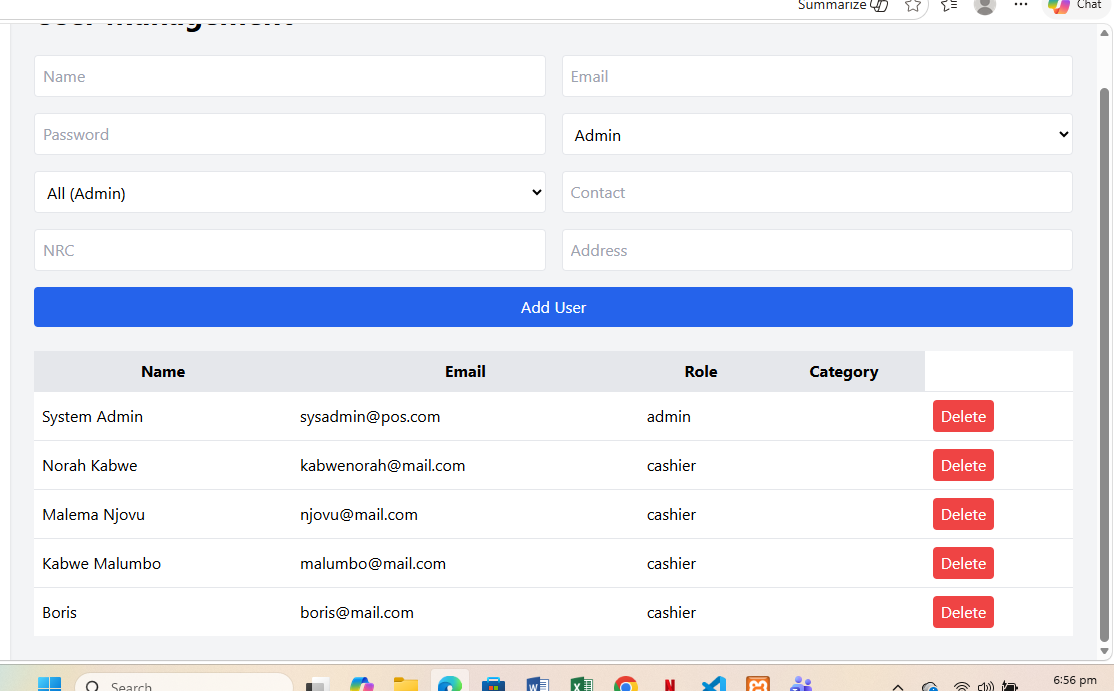 Summarize
Chat
User Management
Name
Email
Password
Admin
All (Admin)
Contact
NRC
Address
Add User
Name Email Role Category
System Admin sysadmin@pos.com admin Delete
Norah Kabwe kabwenorah@mail.com cashier Delete
Malema Njovu njovu@mail.com cashier Delete
Kabwe Malumbo malumbo@mail.com cashier Delete
Boris boris@mail.com cashier Delete
Search
6:56 pm